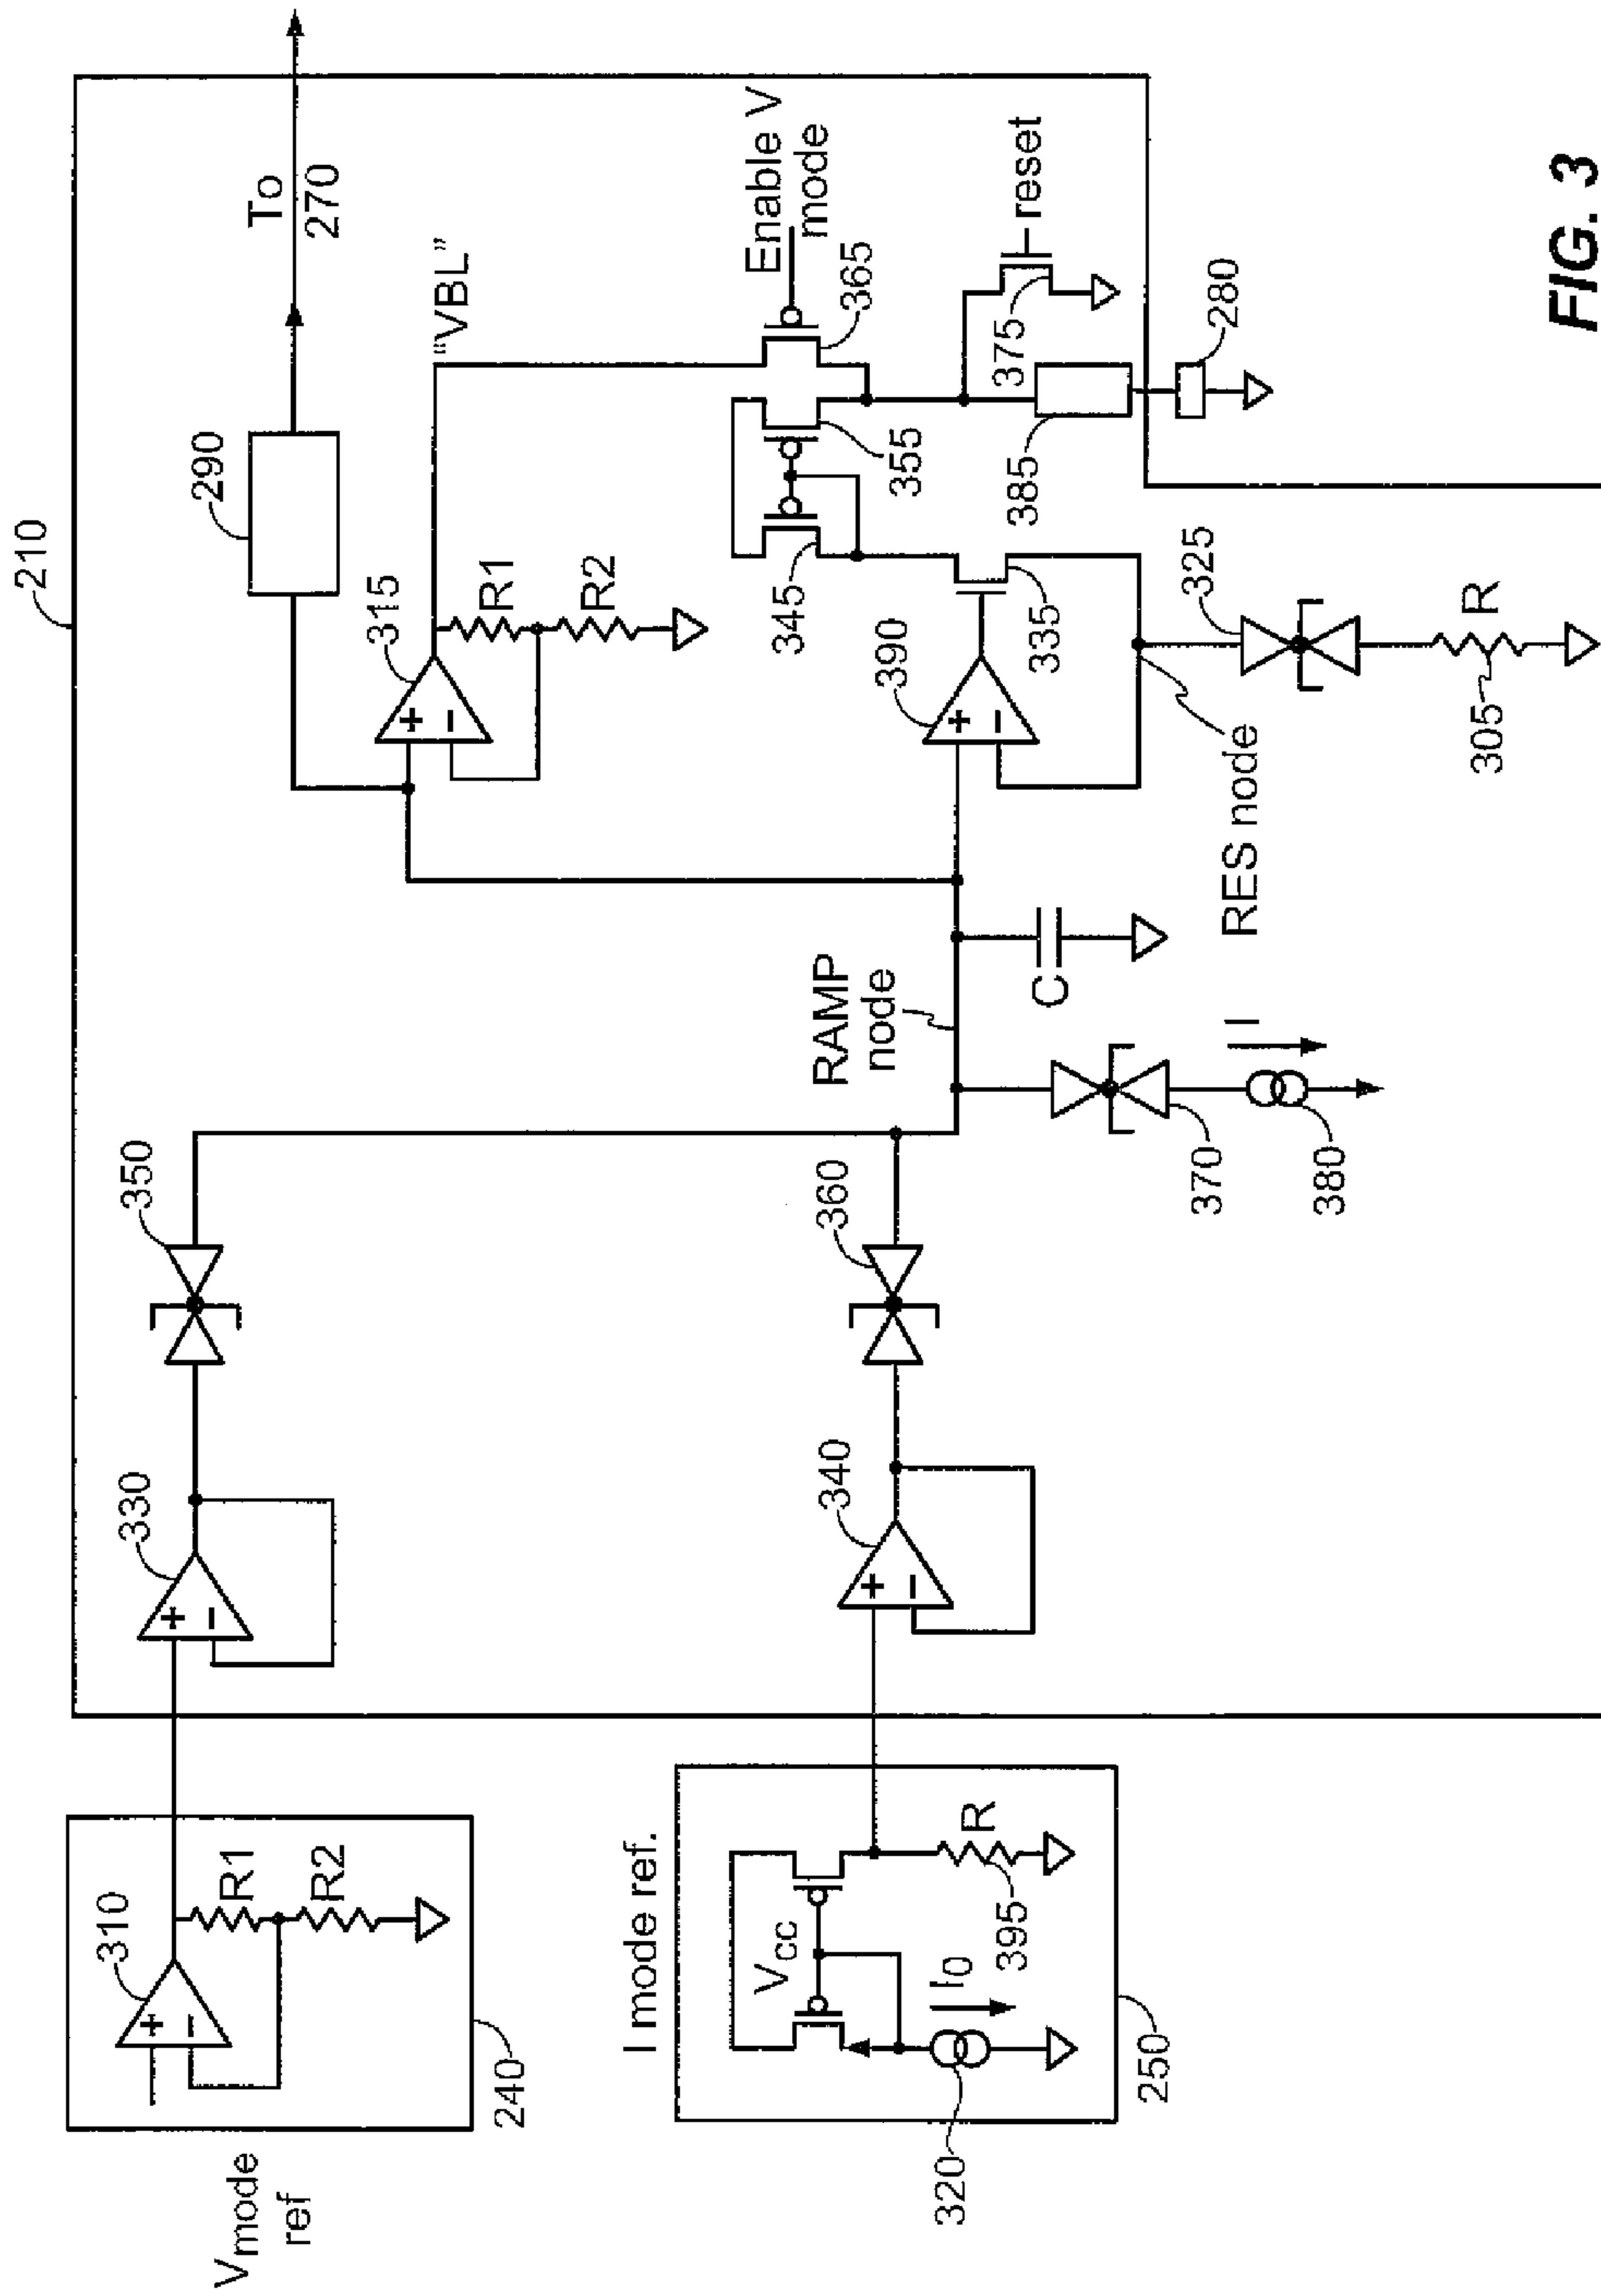 210
V mode
ref
240
310
+
−
R1
R2
330
+
−
350
290
To
270
315
+
−
R1
R2
"VBL"
I mode ref.
250
320
I0
Vcc
395
R
340
+
−
360
RAMP
node
370
380
I
C
390
+
−
335
RES node
325
305
R
345
355
365
Enable V
mode
375
reset
385
280
FIG. 3